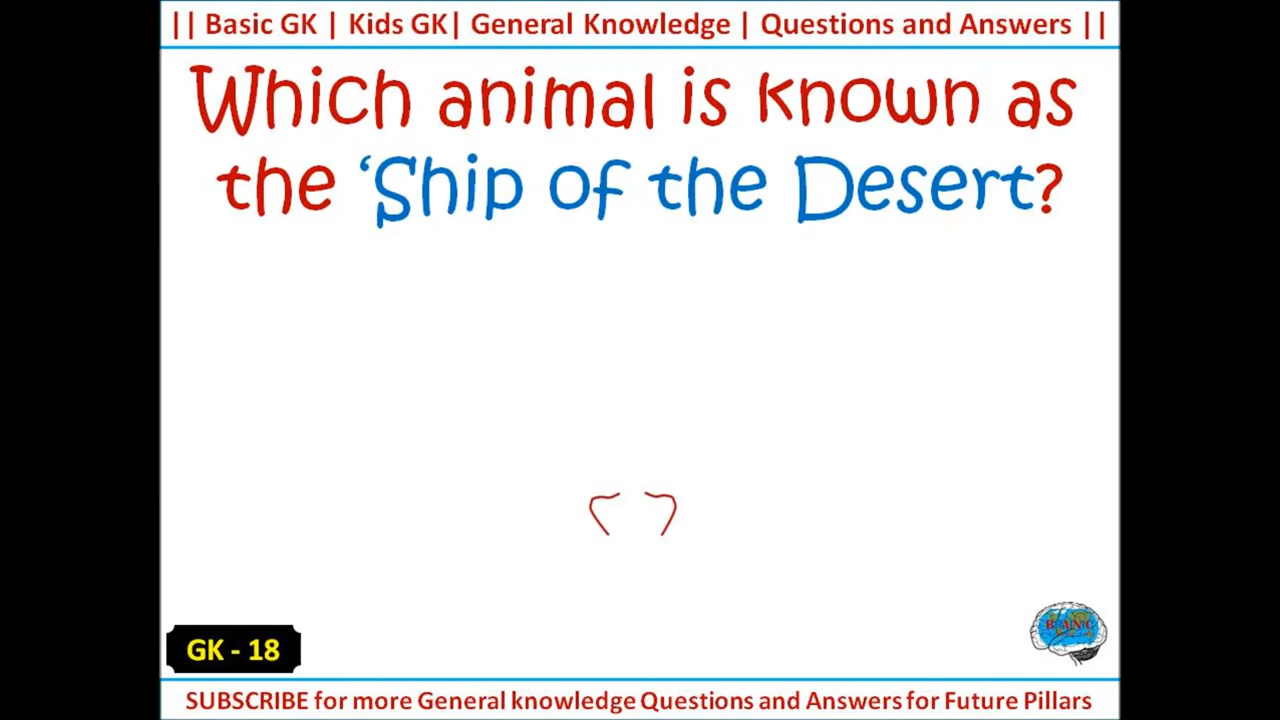 || Basic GK | Kids GK| General Knowledge | Questions and Answers ||
Which animal is known as
the ‘Ship of the Desert?
GK - 18
SUBSCRIBE for more General knowledge Questions and Answers for Future Pillars